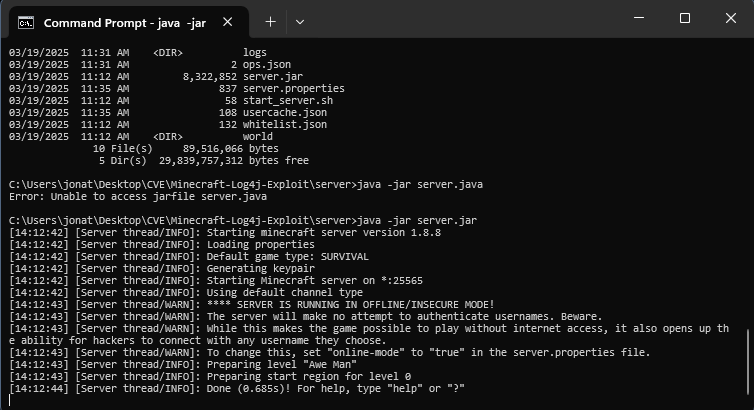 Command Prompt - java -jar
03/19/2025  11:31 AM    <DIR>          logs
03/19/2025  11:31 AM                 2 ops.json
03/19/2025  11:12 AM         8,322,852 server.jar
03/19/2025  11:35 AM               837 server.properties
03/19/2025  11:12 AM                58 start_server.sh
03/19/2025  11:35 AM               108 usercache.json
03/19/2025  11:12 AM               132 whitelist.json
03/19/2025  11:12 AM    <DIR>          world
10 File(s)     89,516,066 bytes
5 Dir(s)  29,839,757,312 bytes free
C:\Users\jonat\Desktop\CVE\Minecraft-Log4j-Exploit\server>java -jar server.java
Error: Unable to access jarfile server.java
C:\Users\jonat\Desktop\CVE\Minecraft-Log4j-Exploit\server>java -jar server.jar
[14:12:42] [Server thread/INFO]: Starting minecraft server version 1.8.8
[14:12:42] [Server thread/INFO]: Loading properties
[14:12:42] [Server thread/INFO]: Default game type: SURVIVAL
[14:12:42] [Server thread/INFO]: Generating keypair
[14:12:42] [Server thread/INFO]: Starting Minecraft server on *:25565
[14:12:42] [Server thread/INFO]: Using default channel type
[14:12:43] [Server thread/WARN]: **** SERVER IS RUNNING IN OFFLINE/INSECURE MODE!
[14:12:43] [Server thread/WARN]: The server will make no attempt to authenticate usernames. Beware.
[14:12:43] [Server thread/WARN]: While this makes the game possible to play without internet access, it also opens up th
e ability for hackers to connect with any username they choose.
[14:12:43] [Server thread/WARN]: To change this, set "online-mode" to "true" in the server.properties file.
[14:12:43] [Server thread/INFO]: Preparing level "Awe Man"
[14:12:43] [Server thread/INFO]: Preparing start region for level 0
[14:12:44] [Server thread/INFO]: Done (0.685s)! For help, type "help" or "?"